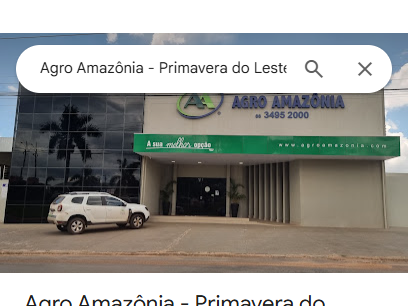 Agro Amazônia - Primavera do Leste
AA
AGRO AMAZÔNIA
66 3495 2000
A sua melhor opção
www.agroamazonia.com
Agro Amazônia - Primavera do